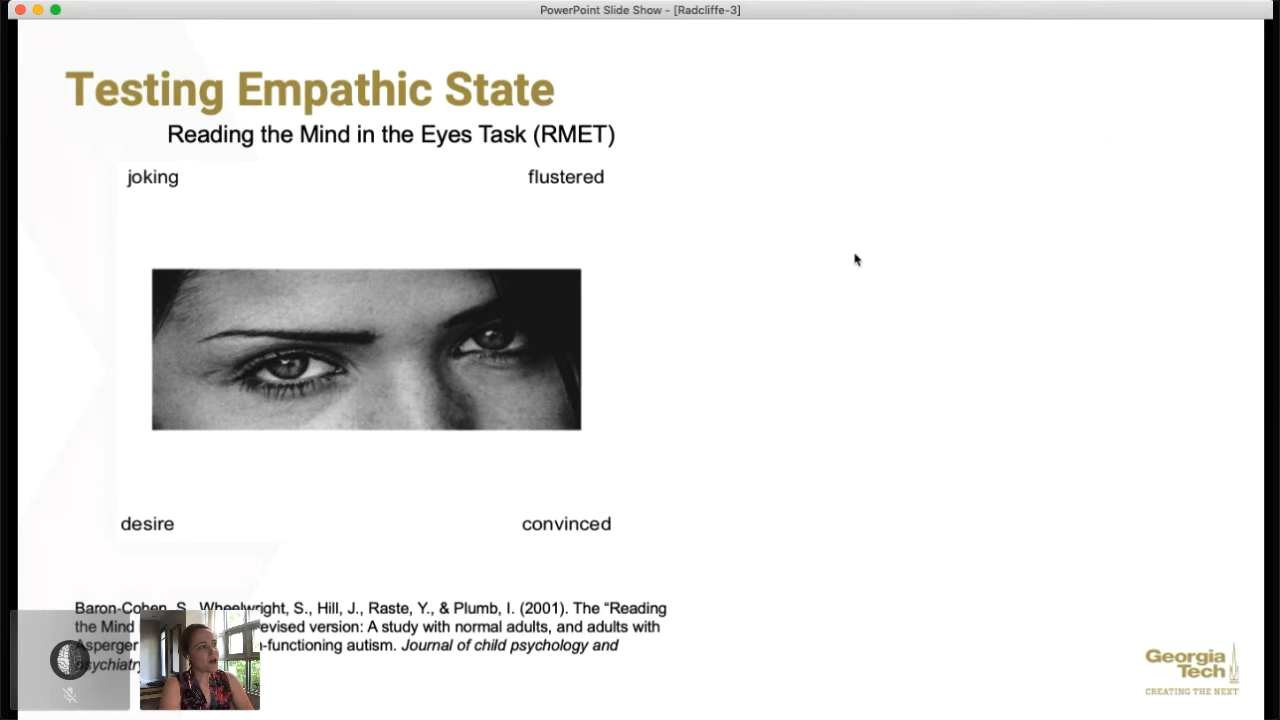 PowerPoint Slide Show - [Radcliffe-3]
Testing Empathic State
Reading the Mind in the Eyes Task (RMET)
joking flustered
desire convinced
Baron-Cohen, S., Wheelwright, S., Hill, J., Raste, Y., & Plumb, I. (2001). The “Reading
the Mind evised version: A study with normal adults, and adults with
Asperger -functioning autism. Journal of child psychology and
Georgia
Tech
CREATING THE NEXT